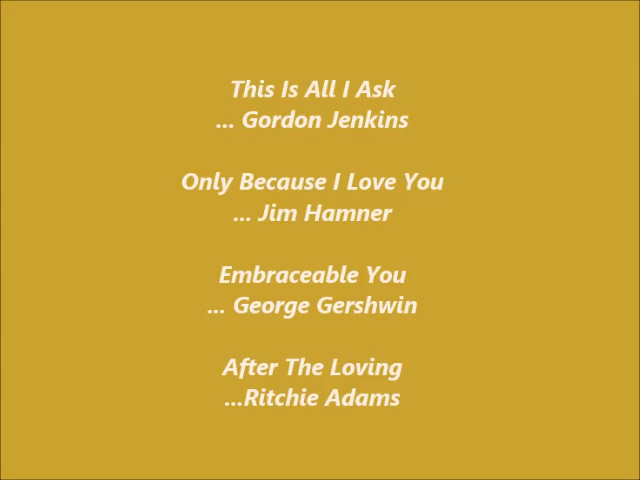 This Is All I Ask
... Gordon Jenkins
Only Because I Love You
... Jim Hamner
Embraceable You
... George Gershwin
After The Loving
...Ritchie Adams